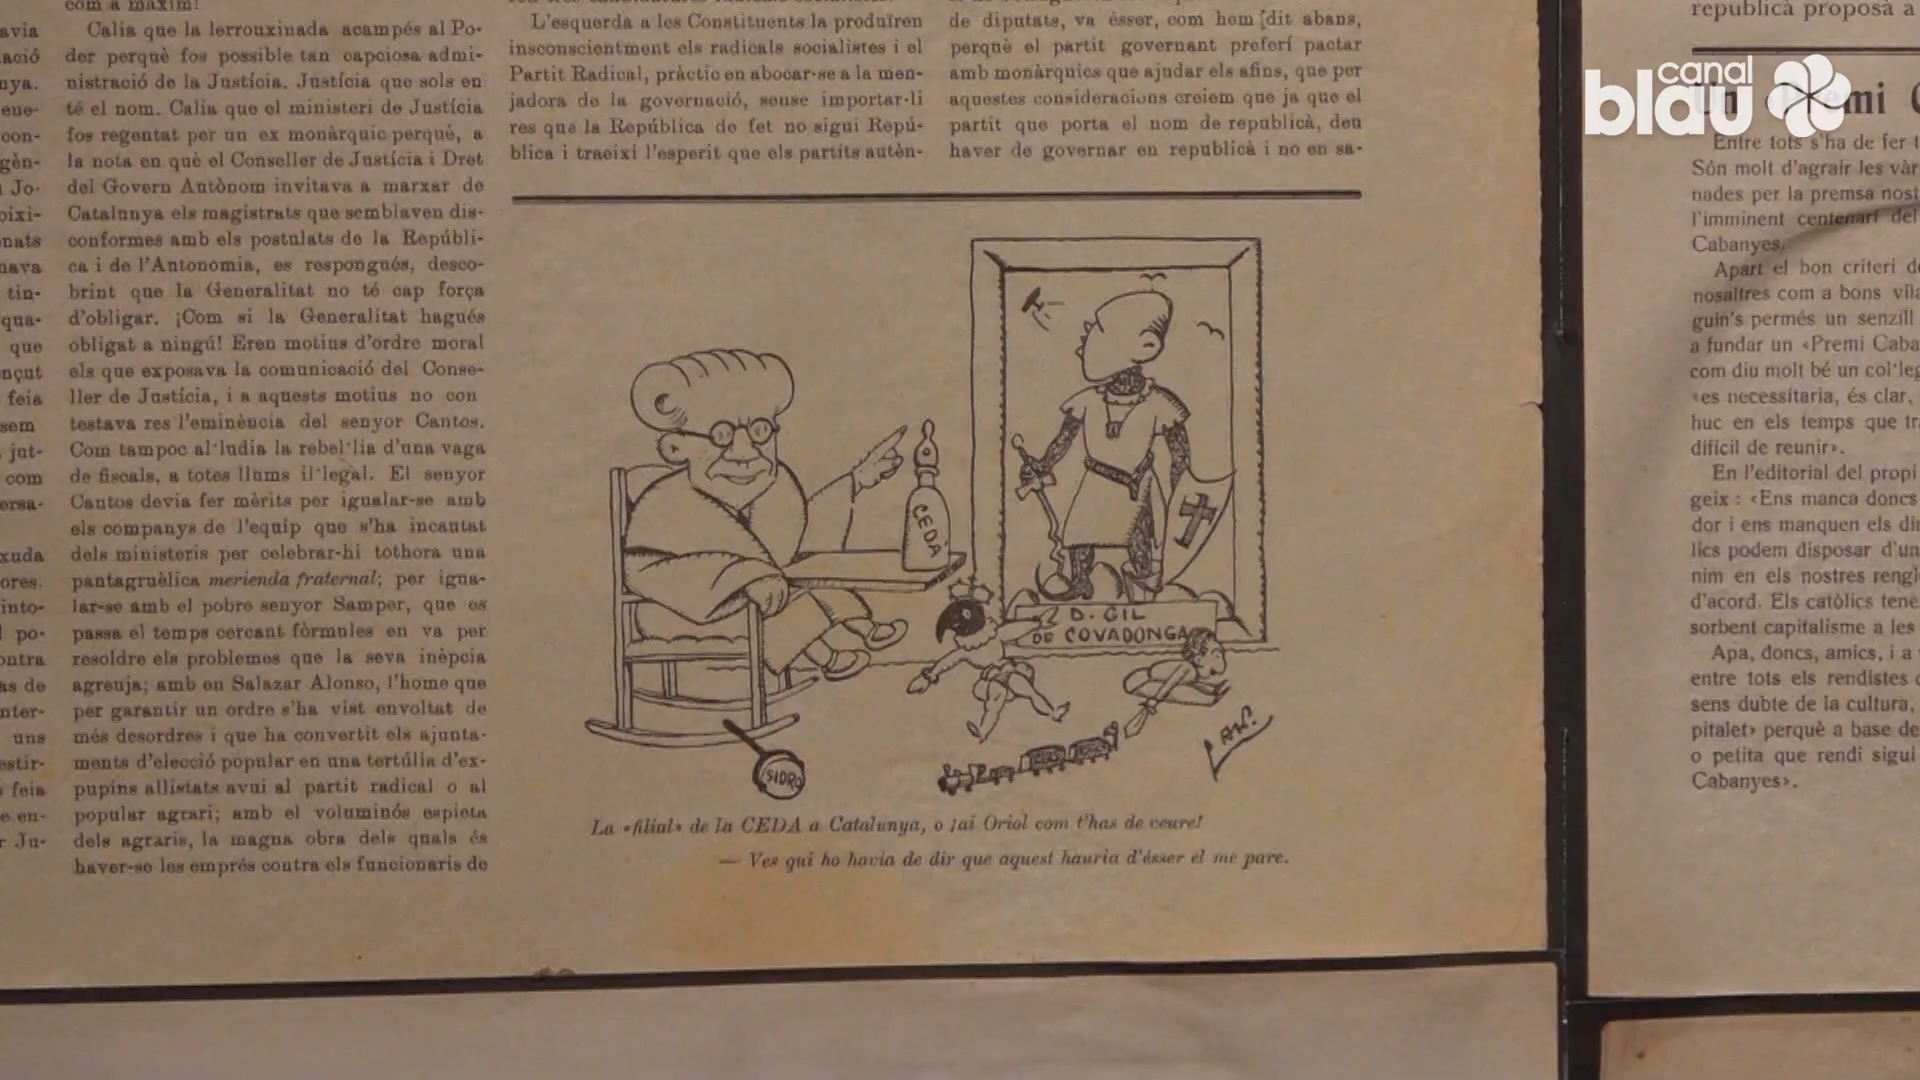 com a màxim!
Calia que la lerrouxinada acampés al Po-
der perquè fos possible tan capciosa admi-
nistració de la Justícia. Justícia que sols en
té el nom. Calia que el ministeri de Justícia
fos regentat per un ex monàrquic perquè, a
la nota en què el Conseller de Justícia i Dret
del Govern Autònom invitava a marxar de
Catalunya els magistrats que semblaven dis-
conformes amb els postulats de la Repúbli-
ca i de l'Autonomia, es respongués, desco-
brint que la Generalitat no té cap força
d'obligar. ¡Com si la Generalitat hagués
obligat a ningú! Eren motius d'ordre moral
els que exposava la comunicació del Conse-
ller de Justícia, i a aquests motius no con
testava res l'eminència del senyor Cantos.
Com tampoc al·ludia la rebel·lia d'una vaga
de fiscals, a totes llums il·legal. El senyor
Cantos devia fer mèrits per igualar-se amb
els companys de l'equip que s'ha incautat
dels ministeris per celebrar-hi tothora una
pantagruèlica merienda fraternal; per igua-
lar-se amb el pobre senyor Samper, que es
passa el temps cercant fòrmules en va per
resoldre els problemes que la seva inèpcia
agreuja; amb en Salazar Alonso, l'home que
per garantir un ordre s'ha vist envoltat de
més desordres i que ha convertit els ajunta-
ments d'elecció popular en una tertúlia d'ex-
pupins allistats avui al partit radical o al
popular agrari; amb el voluminós espieta
dels agraris, la magna obra dels quals és
haver-se les emprés contra els funcionaris de
L'esquerda a les Constituents la produïren
insconscientment els radicals socialistes i el
Partit Radical, pràctic en abocar-se a la men-
jadora de la governació, sense importar-li
res que la República de fet no sigui Repú-
blica i traeixi l'esperit que els partits autèn-
de diputats, va ésser, com hem [dit abans,
perquè el partit governant preferí pactar
amb monàrquics que ajudar els afins, que per
aquestes consideracions creiem que ja que el
partit que porta el nom de republicà, deu
haver de governar en republicà i no en sa-
CEDA
D. GIL
DE COVADONGA
SIDRO
La «filial» de la CEDA a Catalunya, o ¡ai Oriol com t'has de veure!
— Ves qui ho havia de dir que aquest hauria d'ésser el me pare.
republicà proposà a
Entre tots s'ha de fer
Són molt d'agrair les
nades per la premsa
l'imminent centenari del
Cabanyes.
Apart el bon criteri
nosaltres com a bons
guin's permés un senzill
a fundar un «Premi
com diu molt bé un
«es necessitaria, és clar,
huc en els temps que
difícil de reunir».
En l'editorial del propi
geix : «Ens manca doncs
dor i ens manquen els
lics podem disposar d'un
nim en els nostres
d'acord. Els catòlics
sorbent capitalisme a les
Apa, doncs, amics, i a
entre tots els rendistes
sens dubte de la cultura,
pitalet» perquè a base de
o petita que rendi sigui
Cabanyes».
canal
blau